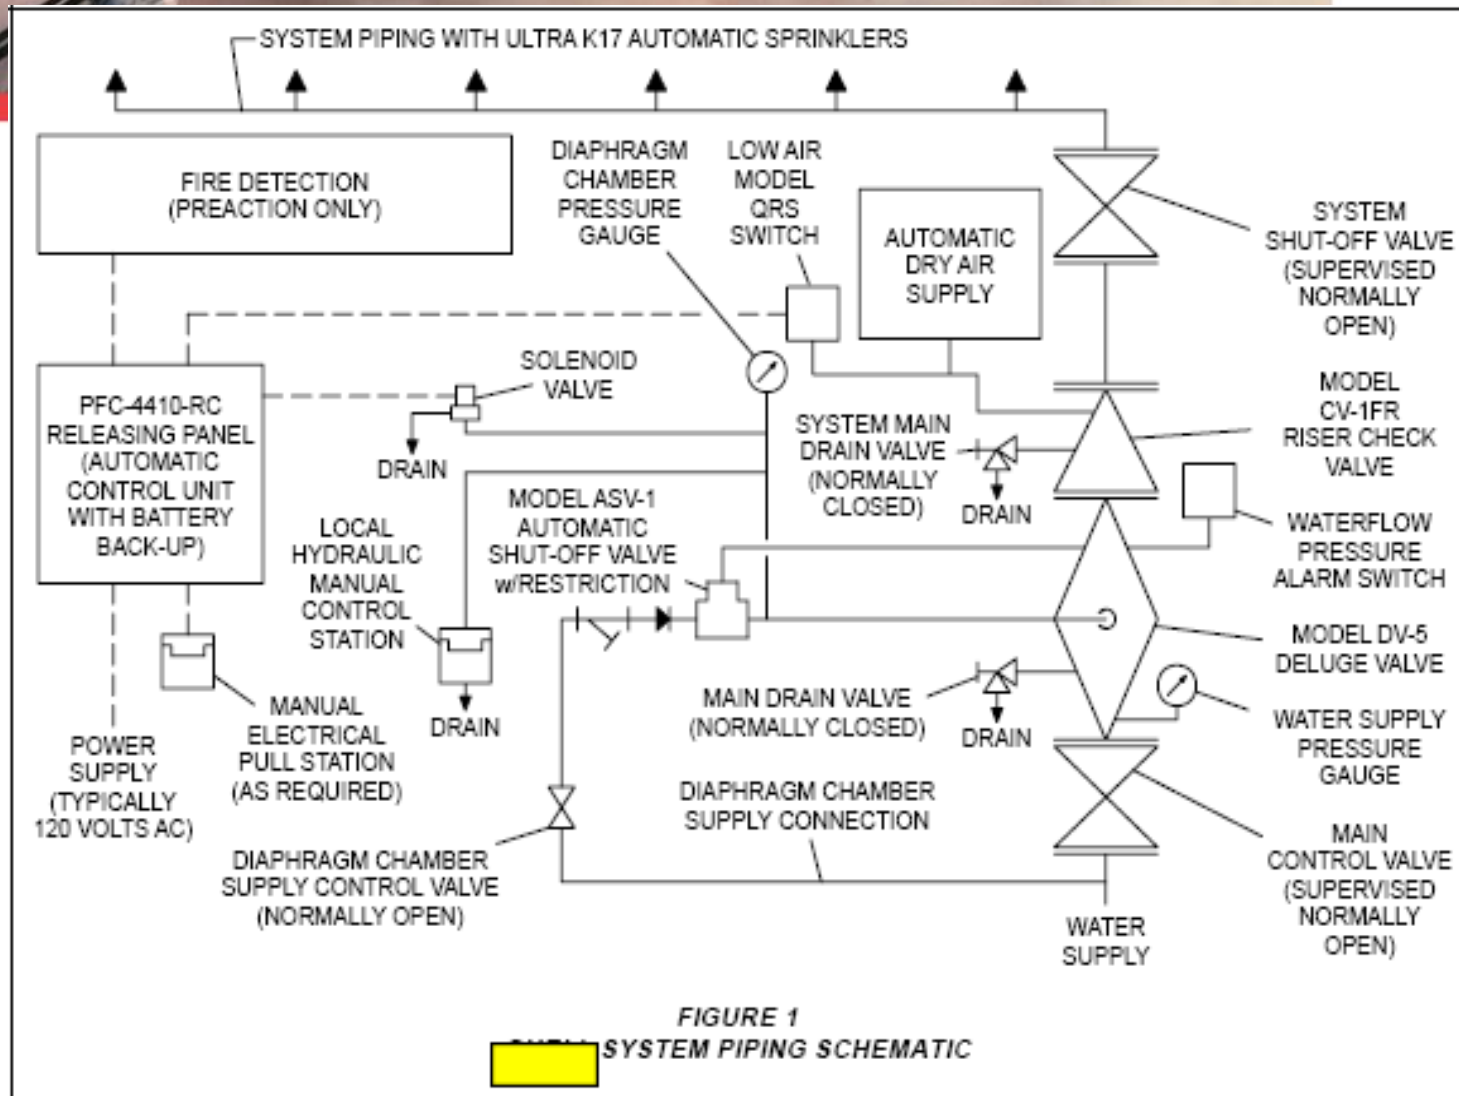 SYSTEM PIPING WITH ULTRA K17 AUTOMATIC SPRINKLERS
FIRE DETECTION
(PREACTION ONLY)
DIAPHRAGM
CHAMBER
PRESSURE
GAUGE
LOW AIR
MODEL
QRS
SWITCH
AUTOMATIC
DRY AIR
SUPPLY
SYSTEM
SHUT-OFF VALVE
(SUPERVISED
NORMALLY
OPEN)
SOLENOID
VALVE
DRAIN
PFC-4410-RC
RELEASING PANEL
(AUTOMATIC
CONTROL UNIT
WITH BATTERY
BACK-UP)
SYSTEM MAIN
DRAIN VALVE
(NORMALLY
CLOSED)
DRAIN
MODEL
CV-1FR
RISER CHECK
VALVE
LOCAL
HYDRAULIC
MANUAL
CONTROL
STATION
DRAIN
MODEL ASV-1
AUTOMATIC
SHUT-OFF VALVE
w/RESTRICTION
WATERFLOW
PRESSURE
ALARM SWITCH
MODEL DV-5
DELUGE VALVE
MAIN DRAIN VALVE
(NORMALLY CLOSED)
DRAIN
WATER SUPPLY
PRESSURE
GAUGE
POWER
SUPPLY
(TYPICALLY
120 VOLTS AC)
MANUAL
ELECTRICAL
PULL STATION
(AS REQUIRED)
DIAPHRAGM CHAMBER
SUPPLY CONTROL VALVE
(NORMALLY OPEN)
DIAPHRAGM CHAMBER
SUPPLY CONNECTION
MAIN
CONTROL VALVE
(SUPERVISED
NORMALLY
OPEN)
WATER
SUPPLY
FIGURE 1
SYSTEM PIPING SCHEMATIC